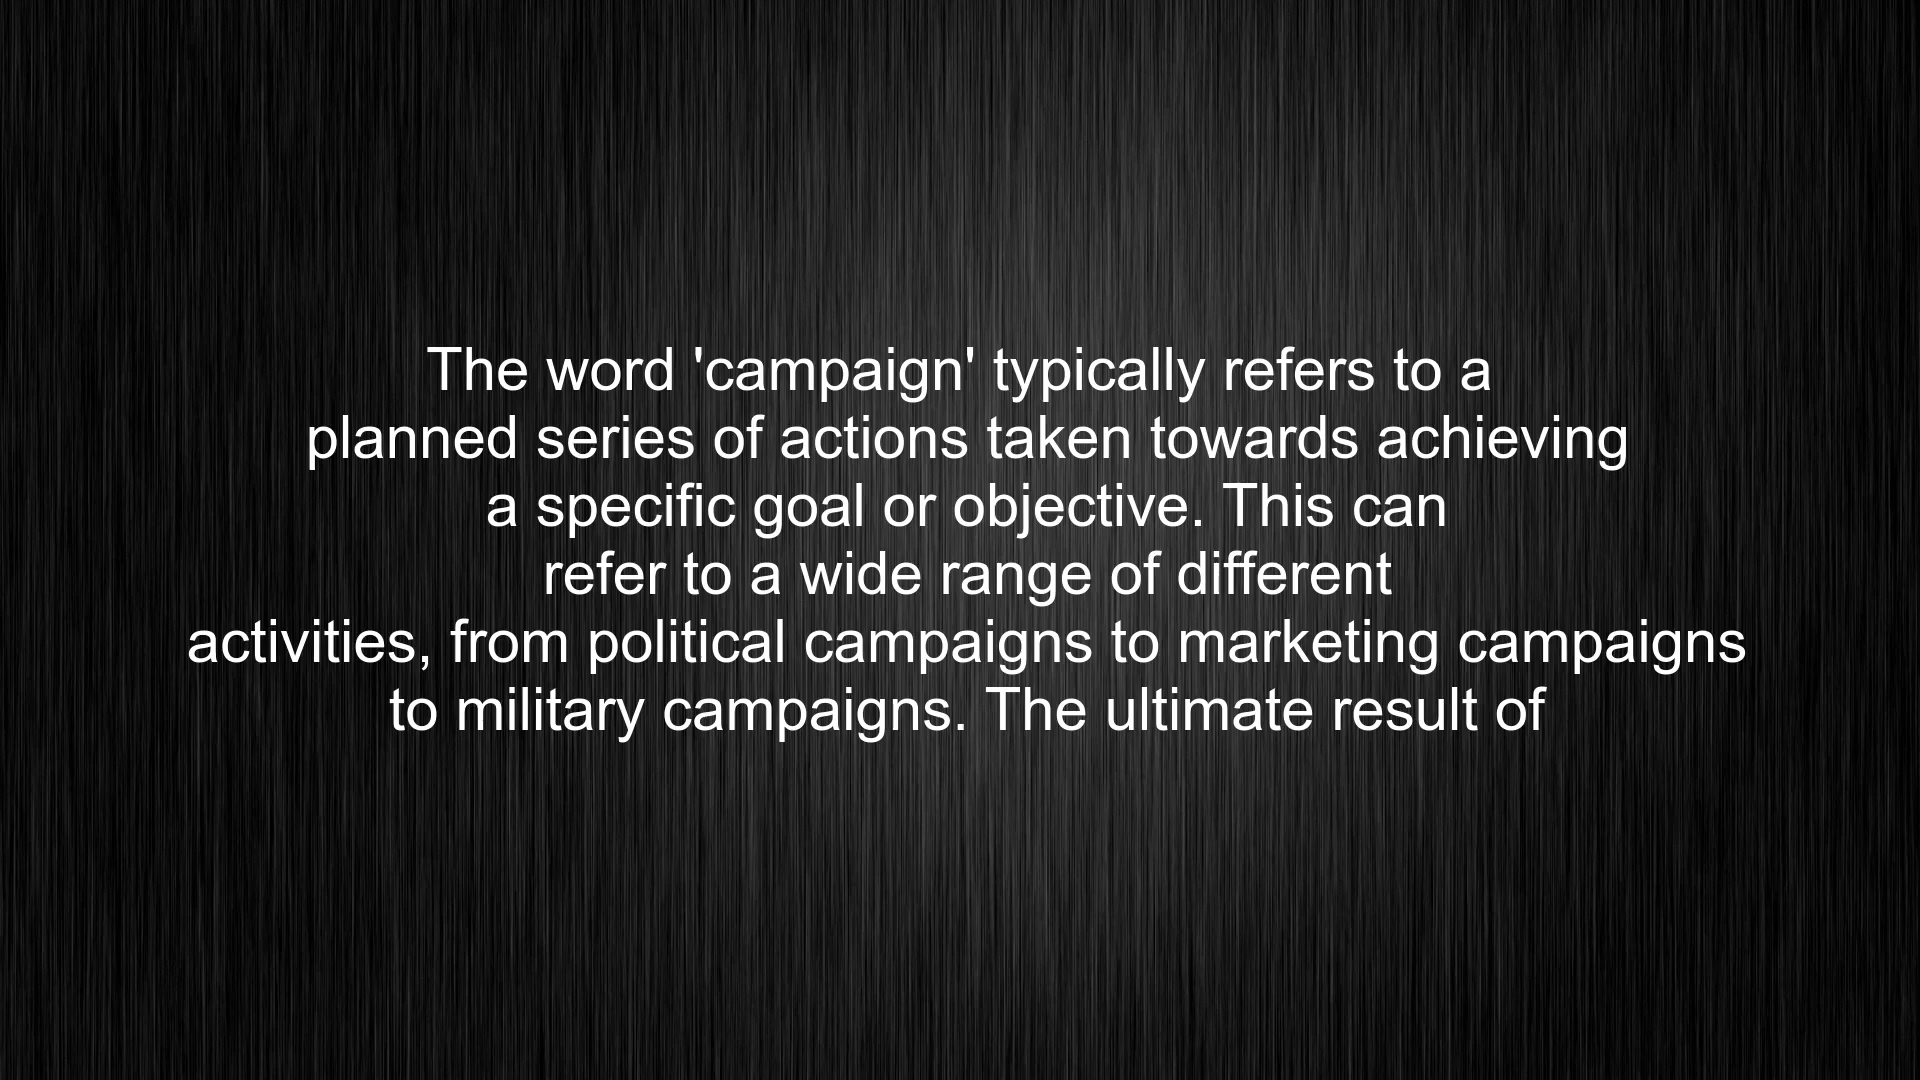 The word 'campaign' typically refers to a
planned series of actions taken towards achieving
a specific goal or objective. This can
refer to a wide range of different
activities, from political campaigns to marketing campaigns
to military campaigns. The ultimate result of